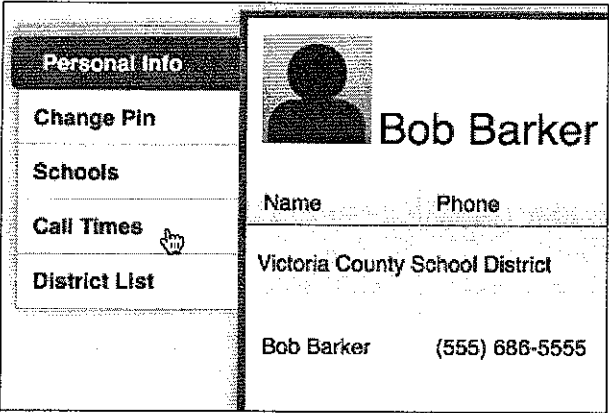 Personal Info
Change Pin
Schools
Call Times
District List
Bob Barker
Name Phone
Victoria County School District
Bob Barker (555) 686-5555